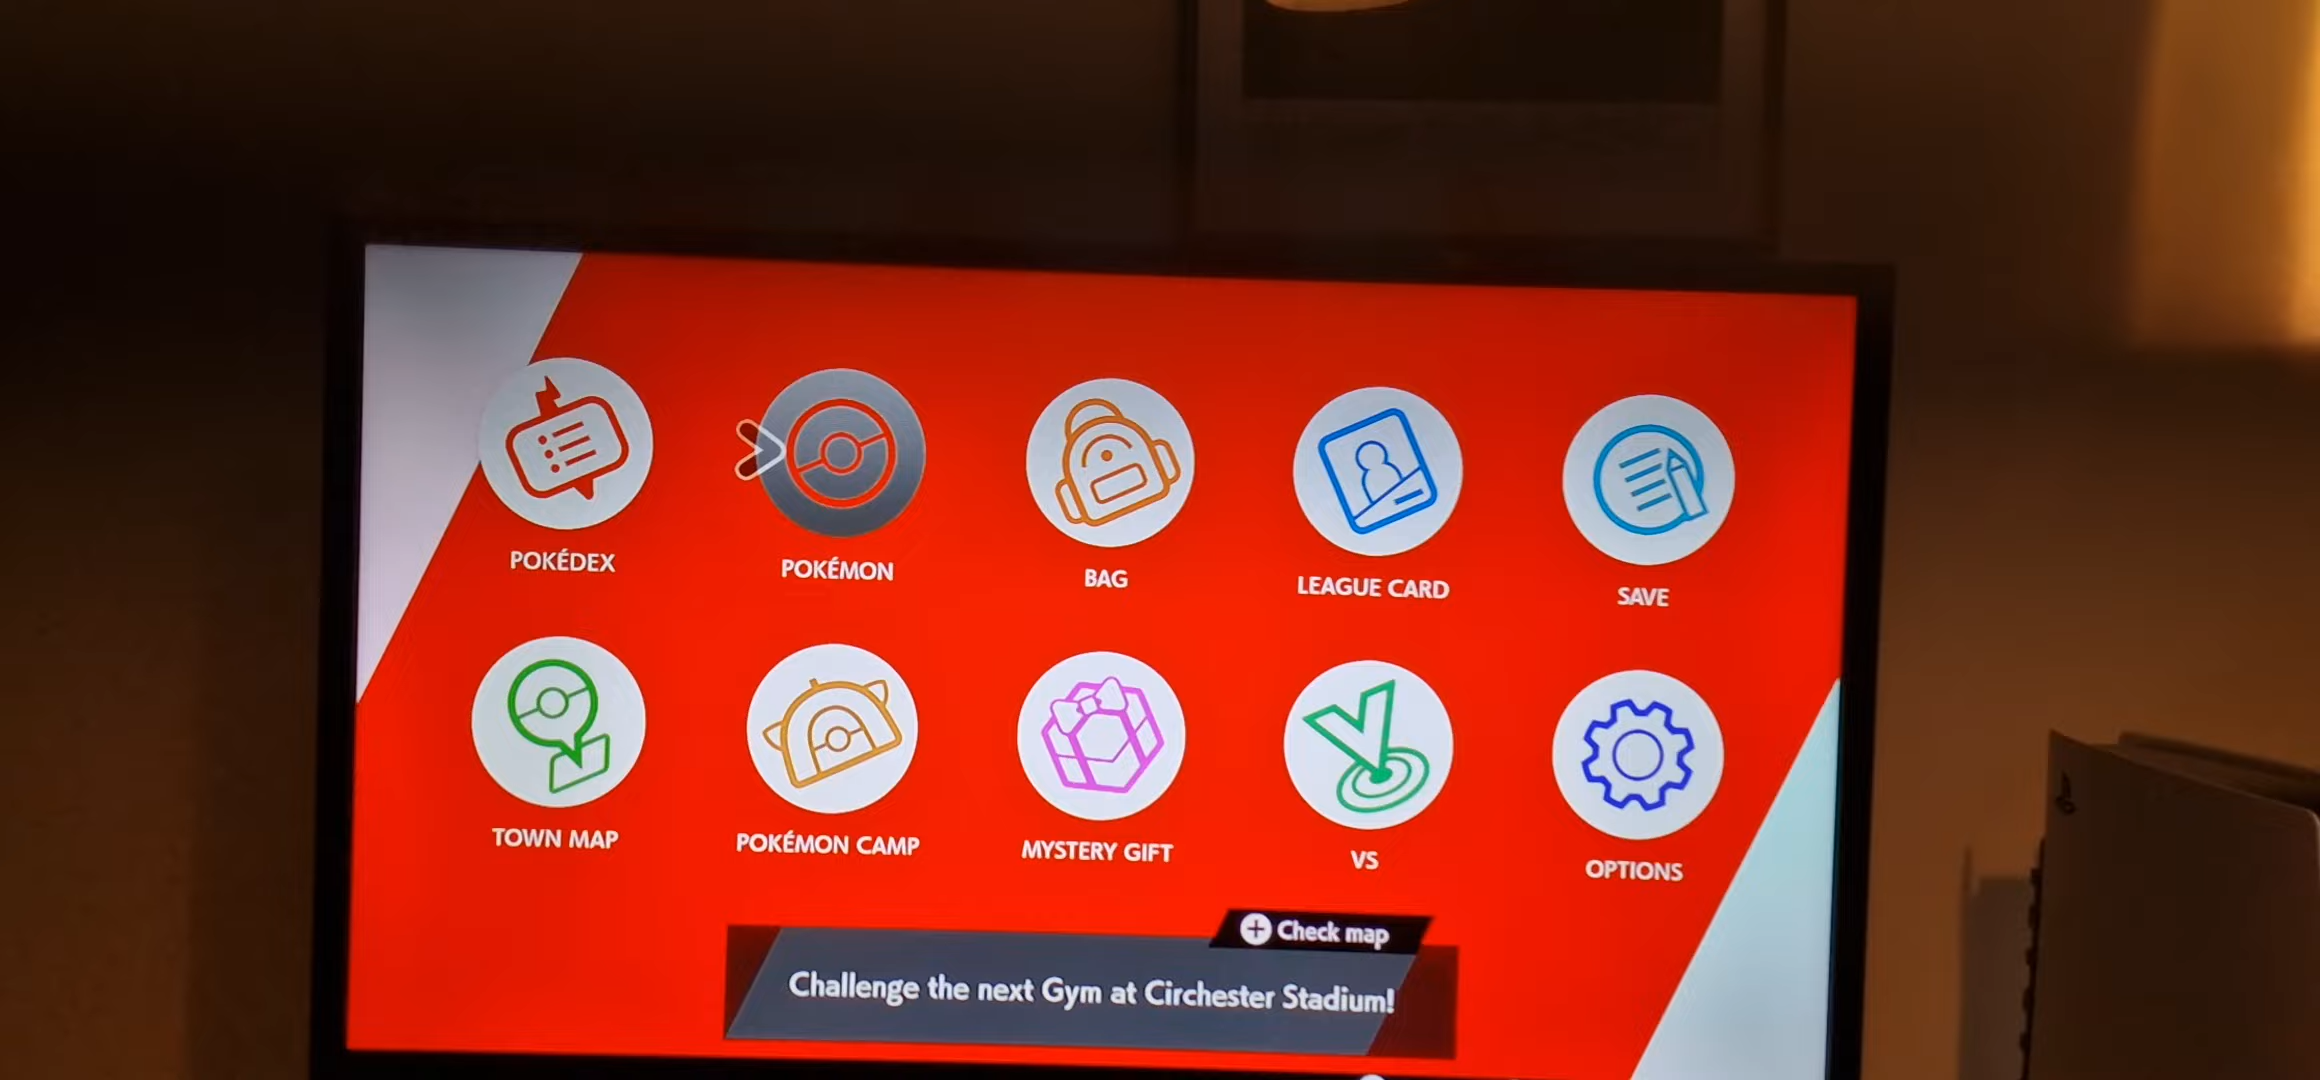 POKÉDEX
POKÉMON
BAG
LEAGUE CARD
SAVE
TOWN MAP
POKÉMON CAMP
MYSTERY GIFT
VS
OPTIONS
Check map
Challenge the next Gym at Circhester Stadium!